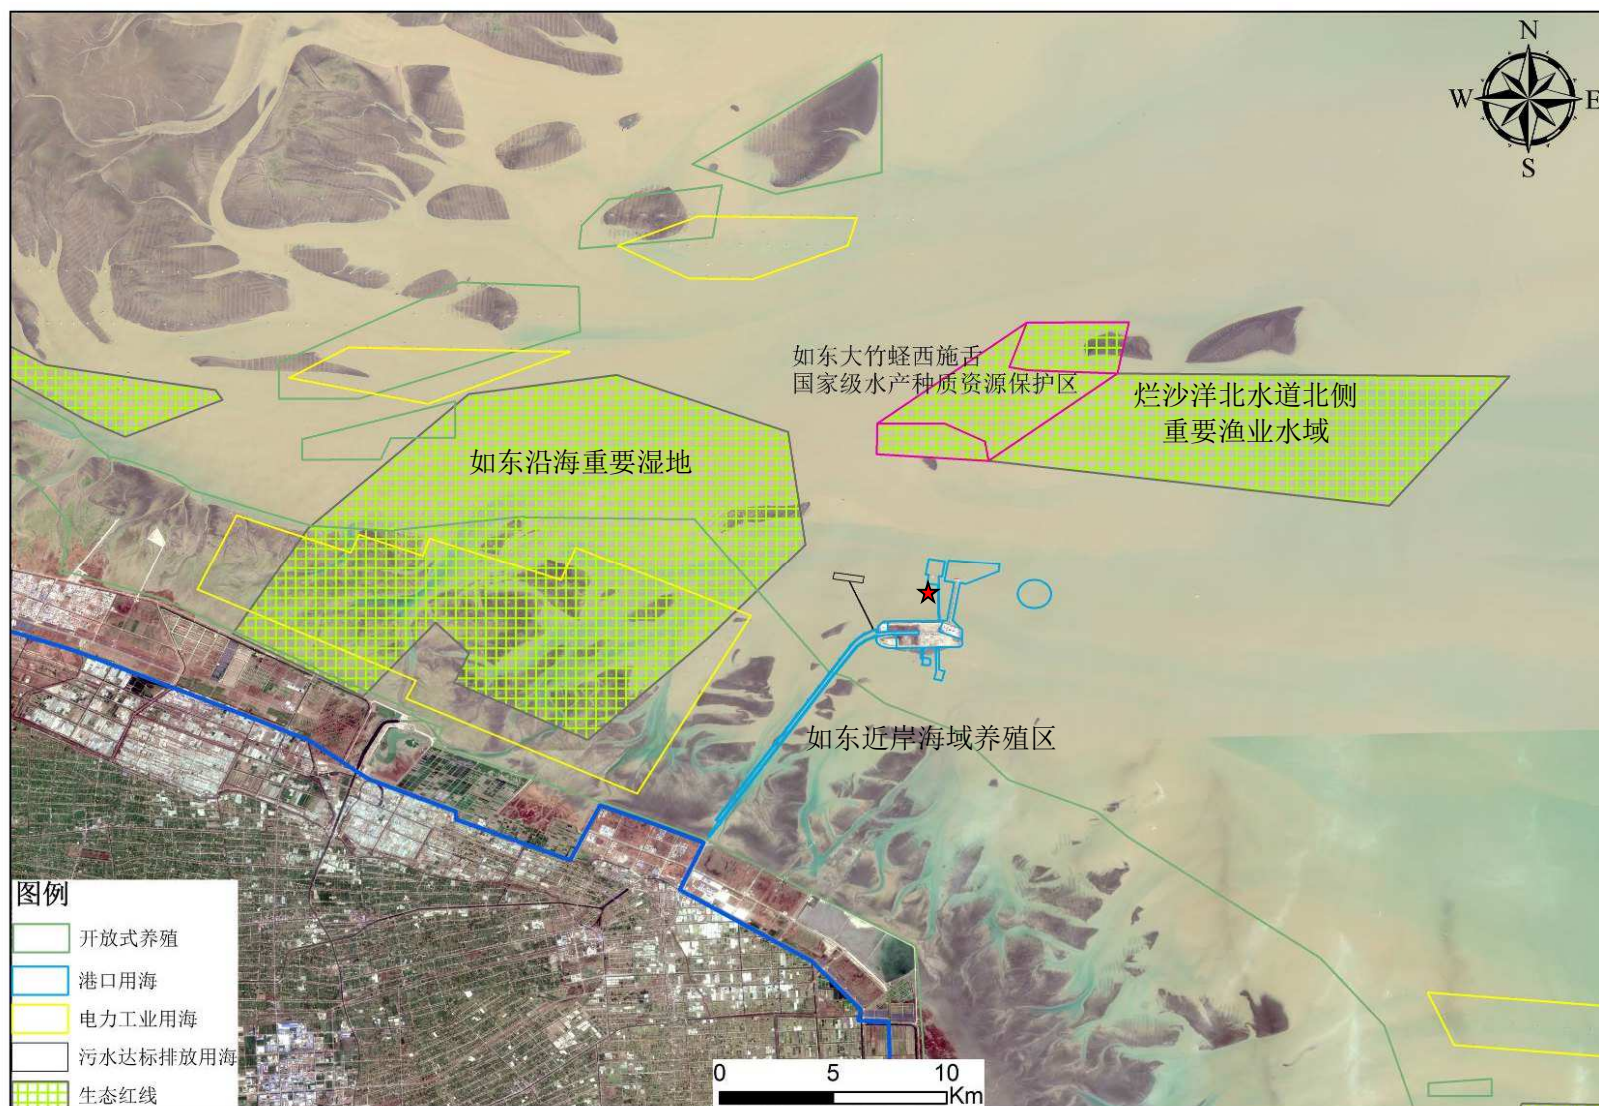 N
W
E
S
如东大竹蛏西施舌
国家级水产种质资源保护区
烂沙洋北水道北侧
重要渔业水域
如东沿海重要湿地
如东近岸海域养殖区
图例
开放式养殖
港口用海
电力工业用海
污水达标排放用海
生态红线
0 5 10
Km